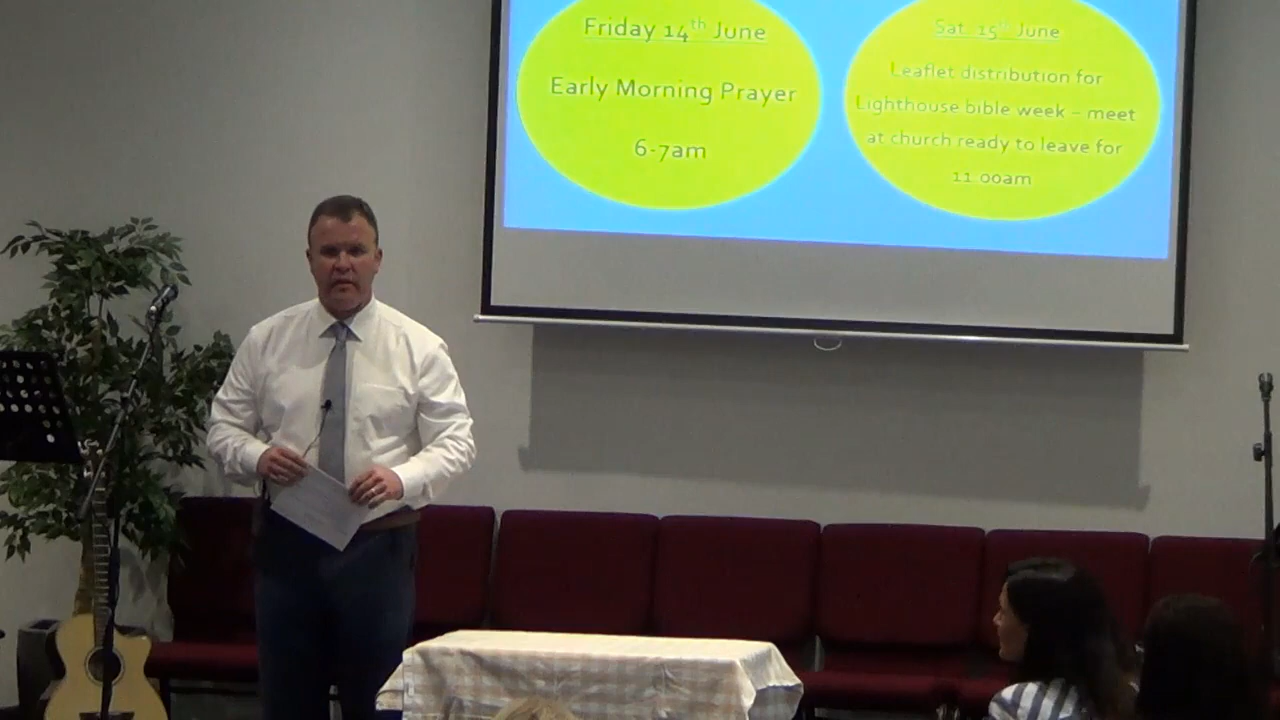 Friday 14th June
Early Morning Prayer
6-7am
Sat 15th June
Leaflet distribution for
Lighthouse bible week – meet
at church ready to leave for
11.00am